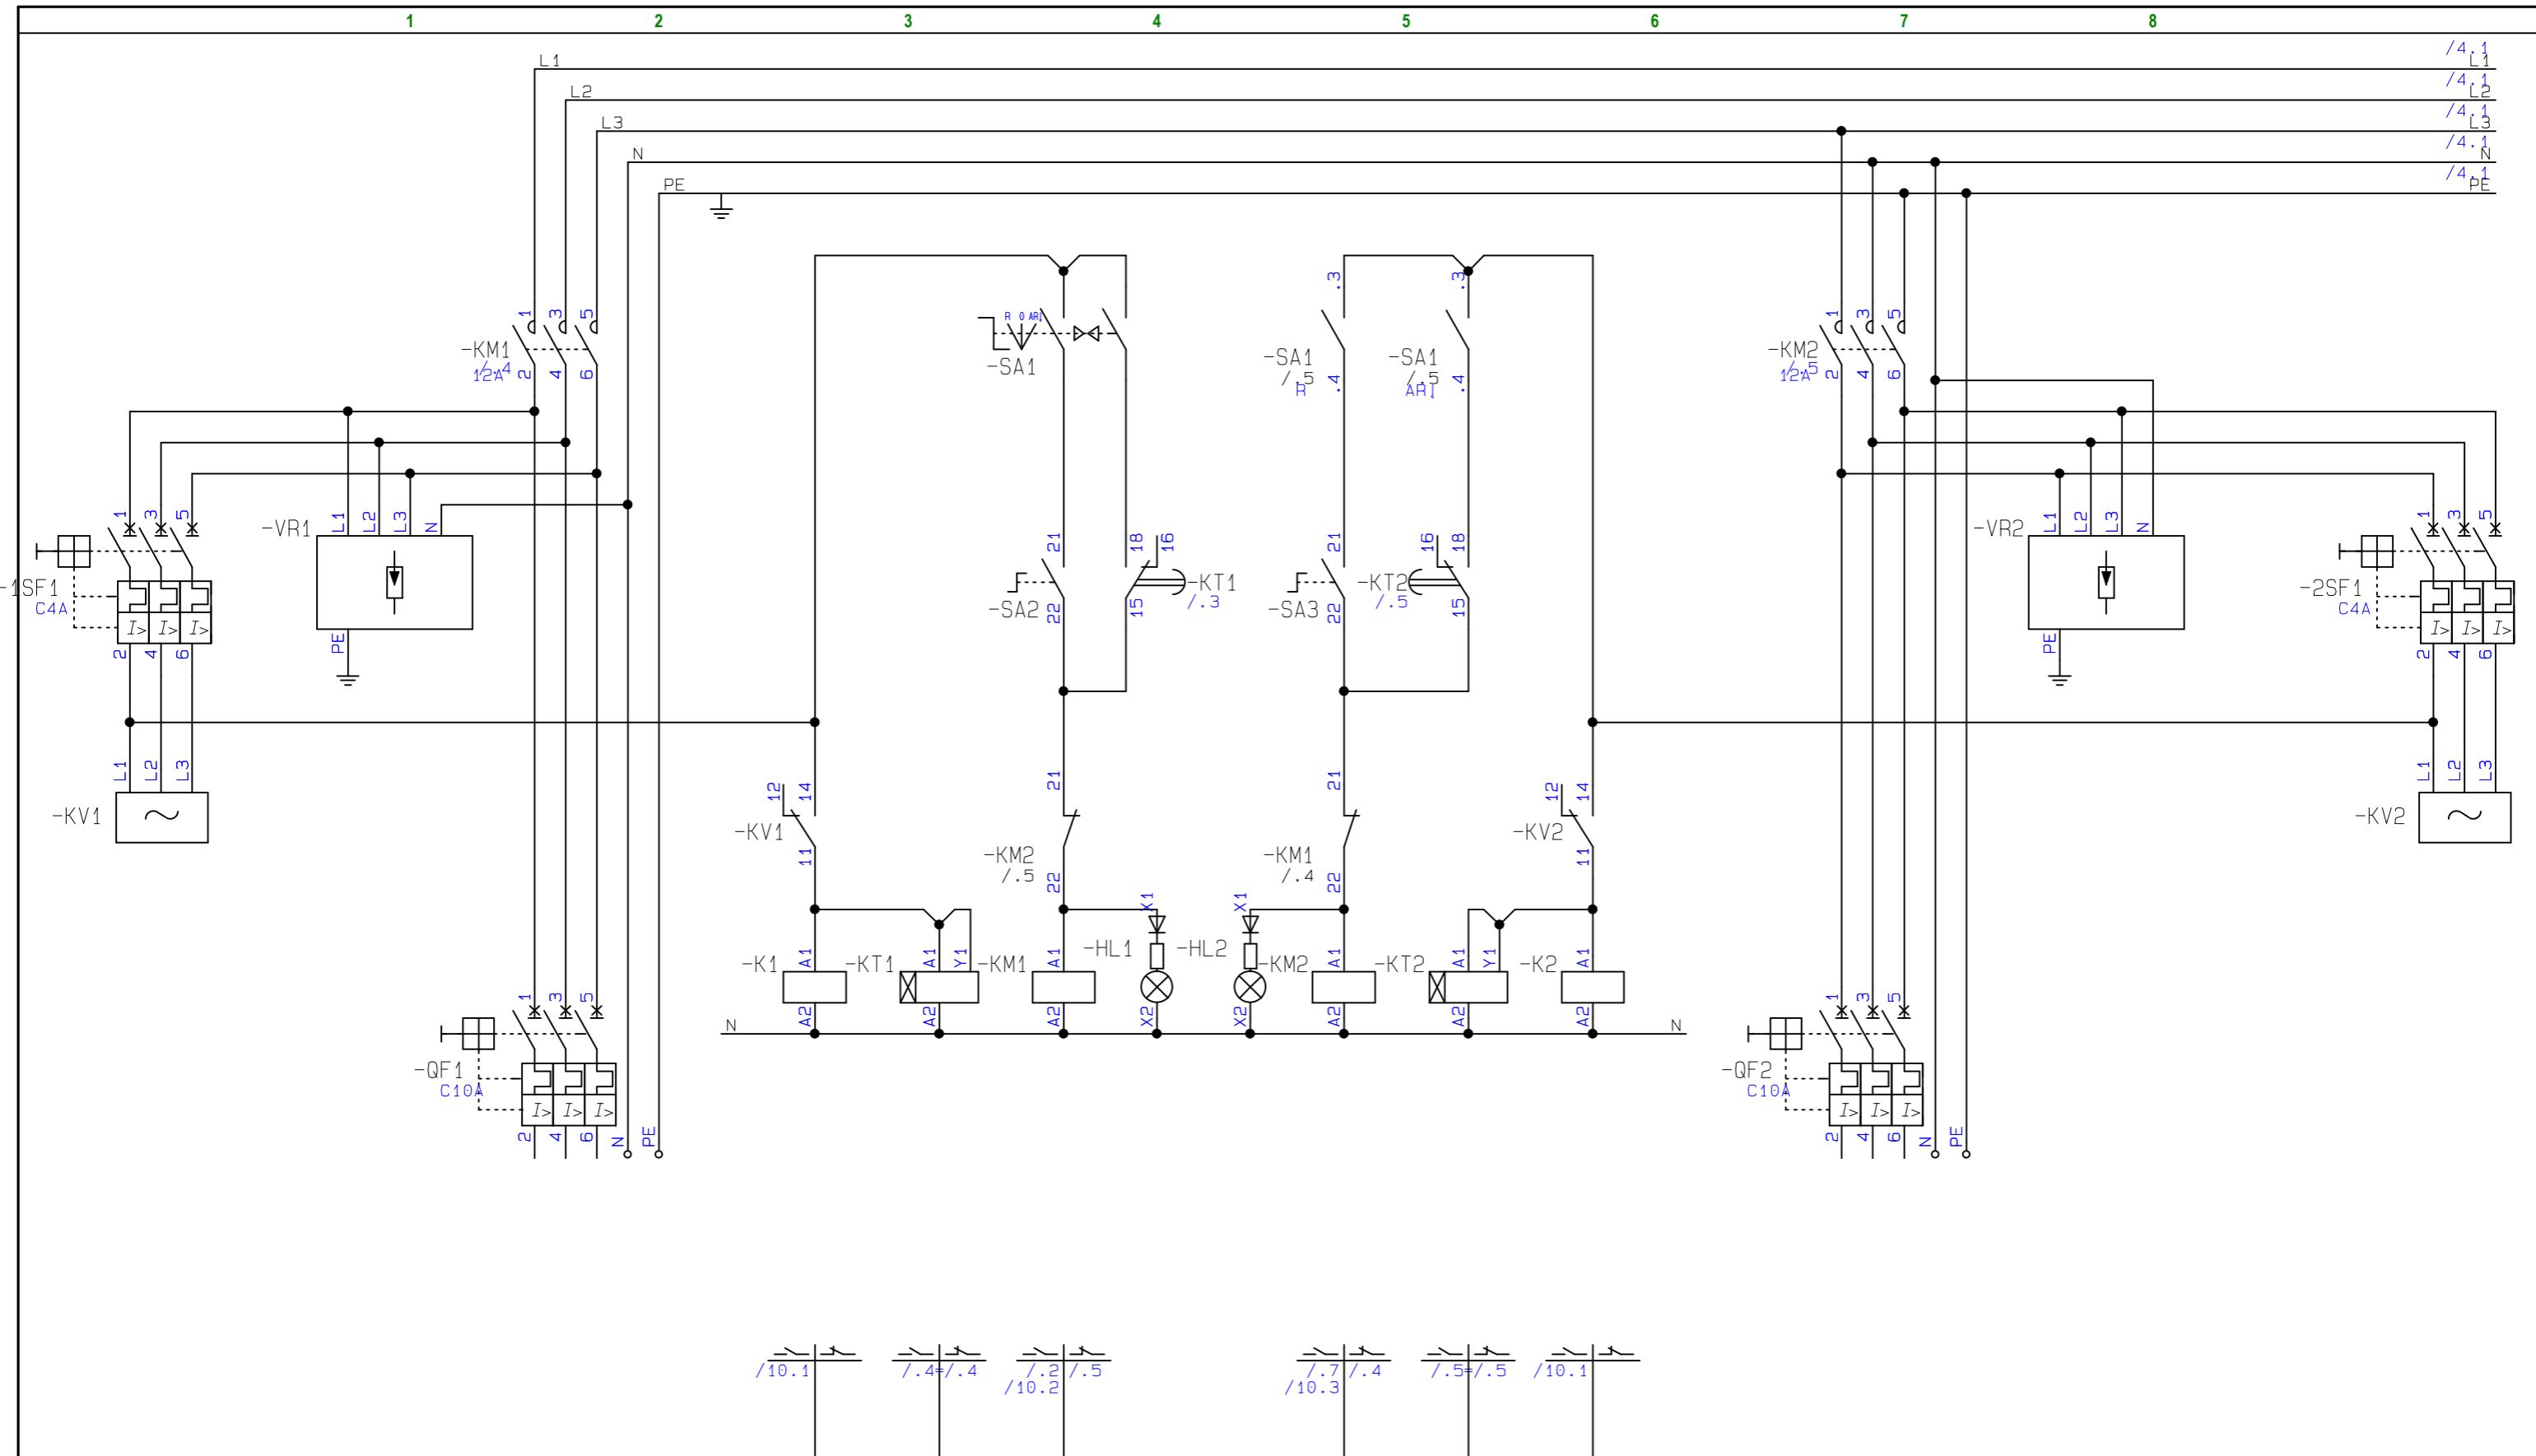 1 2 3 4 5 6 7 8
L1 /4.1 L1
L2 /4.1 L2
L3 /4.1 L3
N /4.1 N
PE /4.1 PE
.3 .3
R 0 AR
-SA1
-SA1
/.5
R
.4
-SA1
/.5
AR
.4
1 3 5
-KM1
/.4
12A
2 4 6
1 3 5
-KM2
/.5
12A
2 4 6
1 3 5
-1SF1
C4A
I> I> I>
2 4 6
-VR1
L1 L2 L3 N
PE
21
-SA2
22
18 16
-KT1
/.3
15
21
-SA3
22
16 18
-KT2
/.5
15
-VR2
L1 L2 L3 N
PE
1 3 5
-2SF1
C4A
I> I> I>
2 4 6
L1 L2 L3
-KV1
12 14
-KV1
11
21
-KM2
/.5
22
21
-KM1
/.4
22
12 14
-KV2
11
L1 L2 L3
-KV2
X1 X1
-K1
A1
A2
-KT1
A1 Y1
A2
-KM1
A1
A2
-HL1
X2
-HL2
X2
-KM2
A1
A2
-KT2
A1 Y1
A2
-K2
A1
A2
N N
1 3 5
-QF1
C10A
I> I> I>
2 4 6 N PE
1 3 5
-QF2
C10A
I> I> I>
2 4 6 N PE
/10.1 /.4 /.4 /.2 /.5 /.7 /.4 /.5 /.5 /10.1
/10.2 /10.3